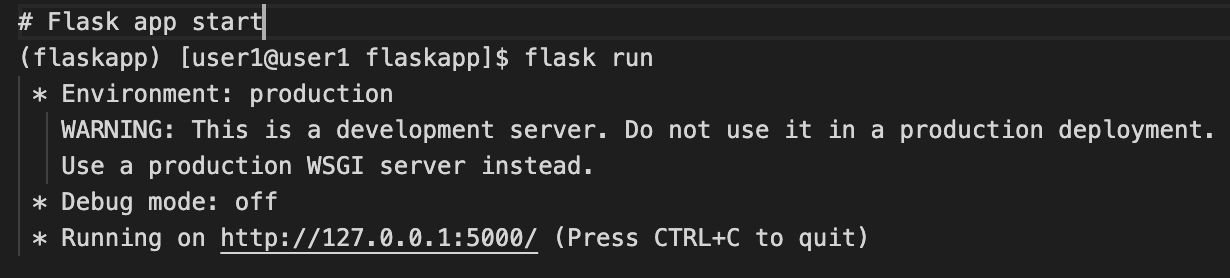 # Flask app start
(flaskapp) [user1@user1 flaskapp]$ flask run
* Environment: production
WARNING: This is a development server. Do not use it in a production deployment.
Use a production WSGI server instead.
* Debug mode: off
* Running on http://127.0.0.1:5000/ (Press CTRL+C to quit)